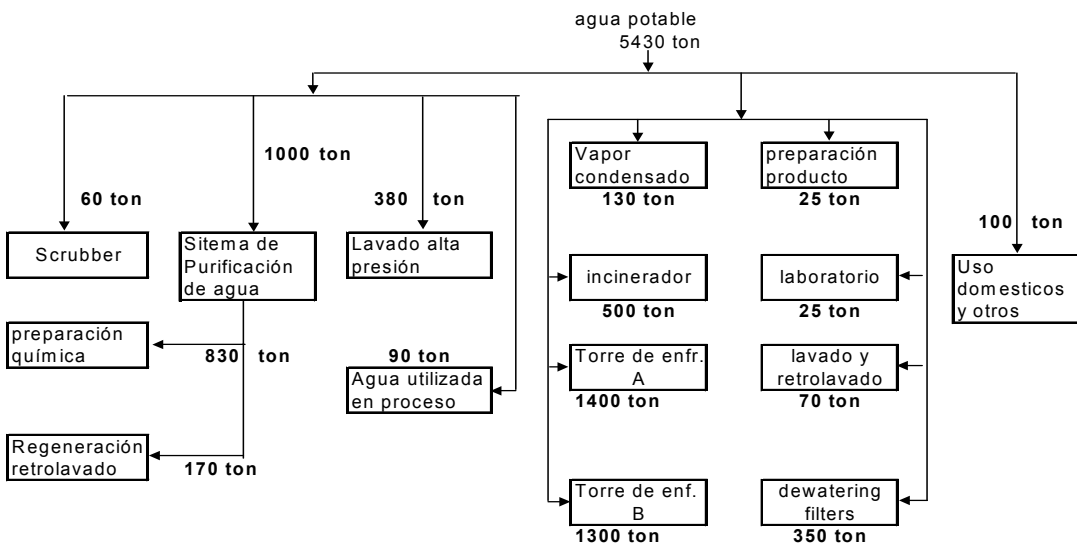 agua potable
5430 ton
1000 ton
60 ton
380 ton
Scrubber
Sitema de
Purificación
de agua
Lavado alta
presión
preparación
química
830 ton
90 ton
Agua utilizada
en proceso
Regeneración
retrolavado
170 ton
Vapor
condensado
130 ton
preparación
producto
25 ton
incinerador
500 ton
laboratorio
25 ton
Torre de enfr.
A
1400 ton
lavado y
retrolavado
70 ton
Torre de enf.
B
1300 ton
dewatering
filters
350 ton
100 ton
Uso
domesticos
y otros